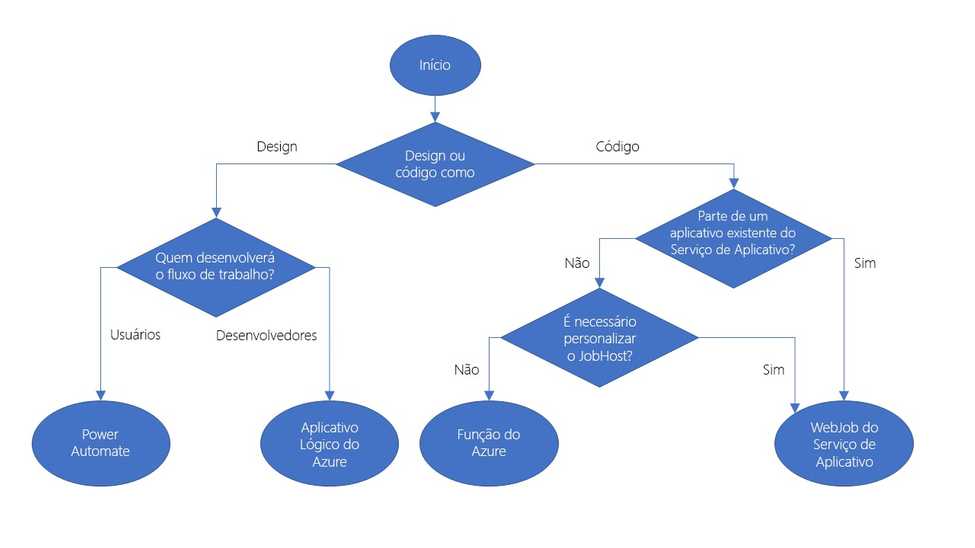 Início
Design
Código
Design ou
código como
Parte de um
aplicativo existente do
Serviço de Aplicativo?
Quem desenvolverá
o fluxo de trabalho?
Não
Sim
É necessário
personalizar
o JobHost?
Usuários
Desenvolvedores
Não
Sim
Power
Automate
Aplicativo
Lógico do
Azure
Função do
Azure
WebJob do
Serviço de
Aplicativo